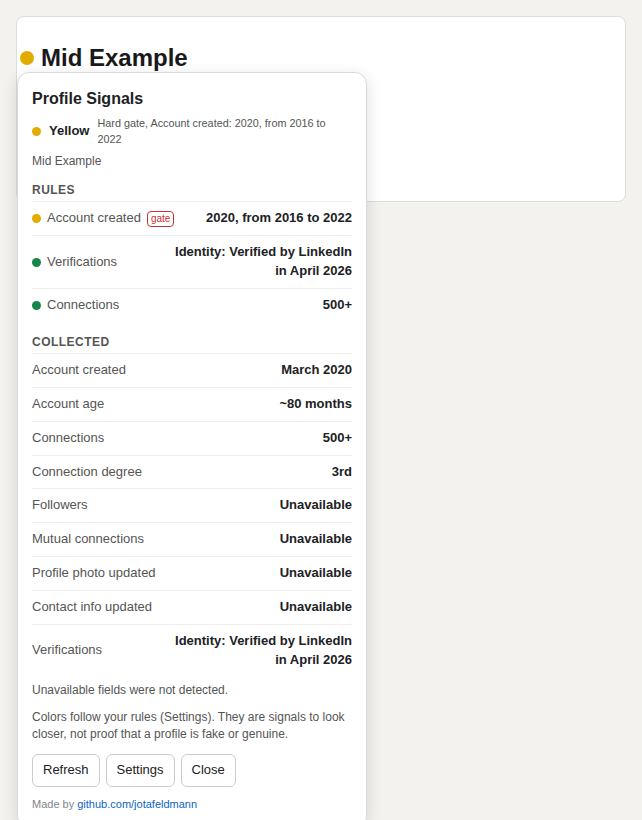 Mid Example
Profile Signals
Yellow Hard gate, Account created: 2020, from 2016 to
2022
Mid Example
RULES
Account created gate 2020, from 2016 to 2022
Verifications Identity: Verified by LinkedIn
in April 2026
Connections 500+
COLLECTED
Account created March 2020
Account age ~80 months
Connections 500+
Connection degree 3rd
Followers Unavailable
Mutual connections Unavailable
Profile photo updated Unavailable
Contact info updated Unavailable
Verifications Identity: Verified by LinkedIn
in April 2026
Unavailable fields were not detected.
Colors follow your rules (Settings). They are signals to look
closer, not proof that a profile is fake or genuine.
Refresh Settings Close
Made by github.com/jotafeldmann